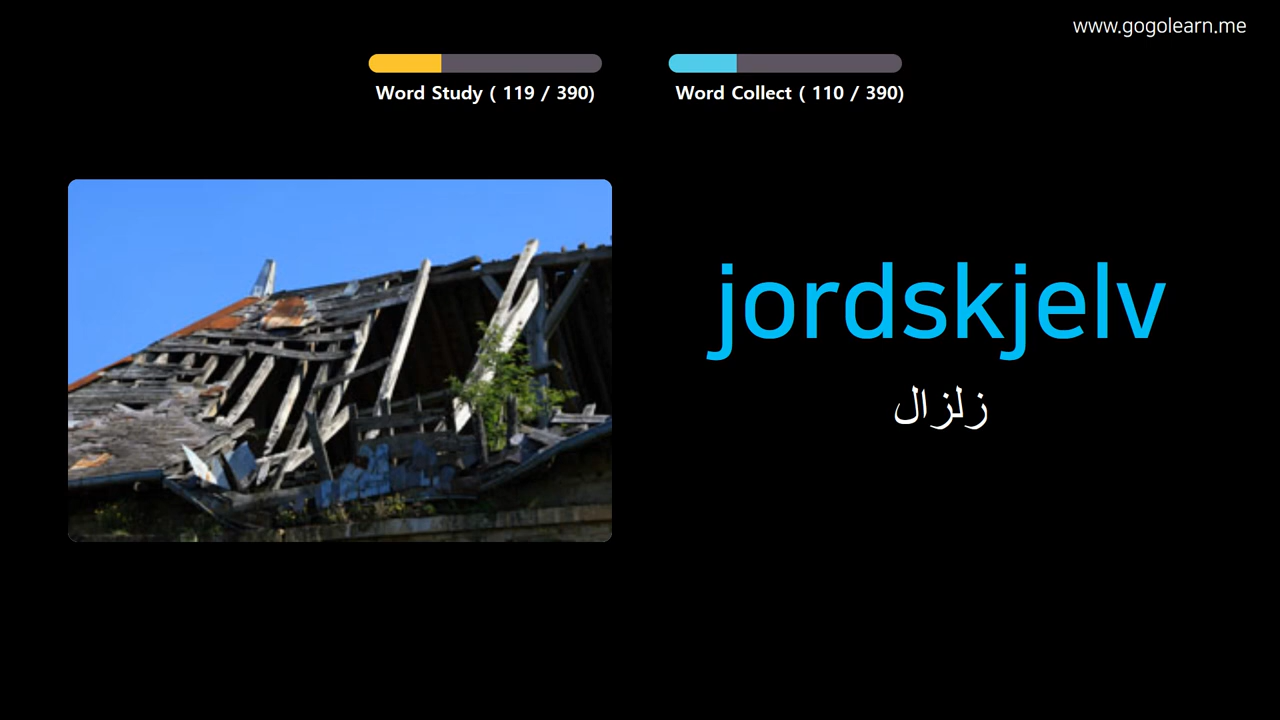 www.gogolearn.me
Word Study ( 119 / 390)
Word Collect ( 110 / 390)
jordskjelv
زلزال